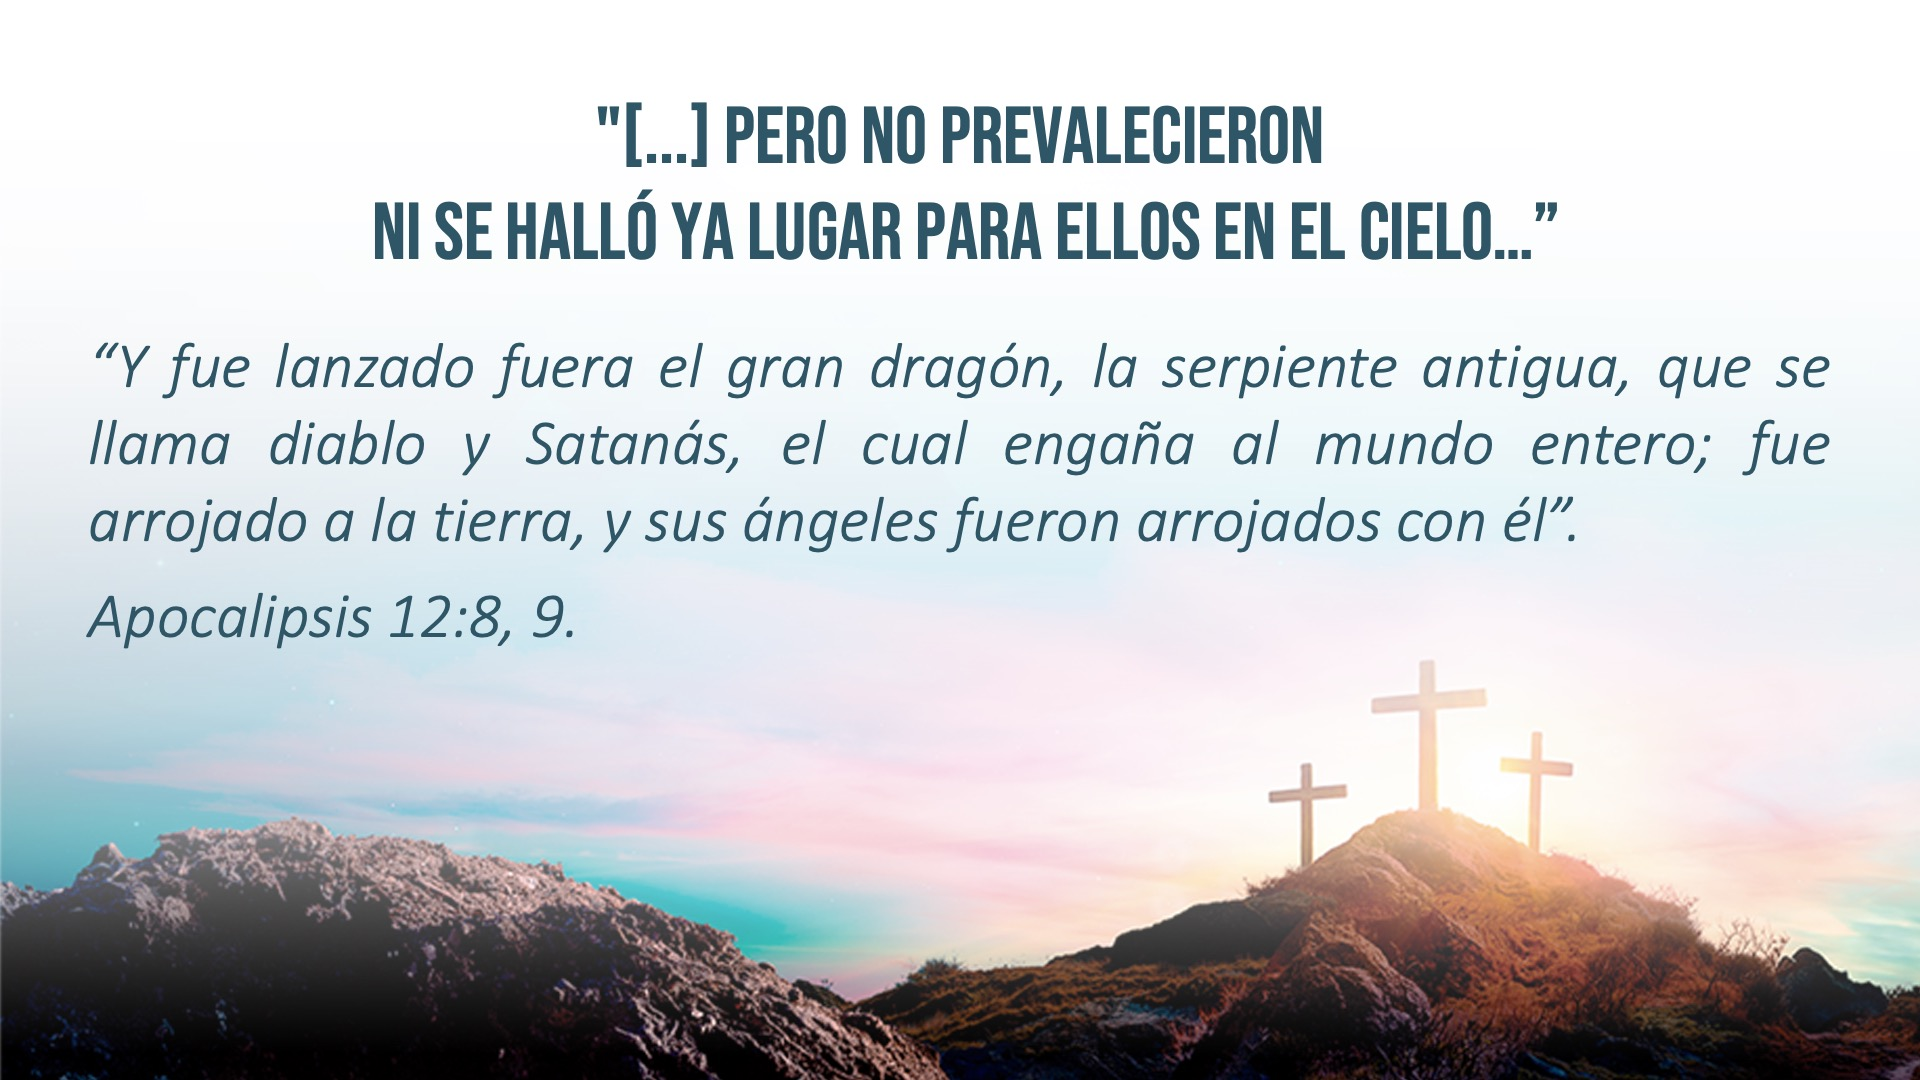 "[...] PERO NO PREVALECIERON
NI SE HALLÓ YA LUGAR PARA ELLOS EN EL CIELO...”
“Y fue lanzado fuera el gran dragón, la serpiente antigua, que se
llama diablo y Satanás, el cual engaña al mundo entero; fue
arrojado a la tierra, y sus ángeles fueron arrojados con él”.
Apocalipsis 12:8, 9.